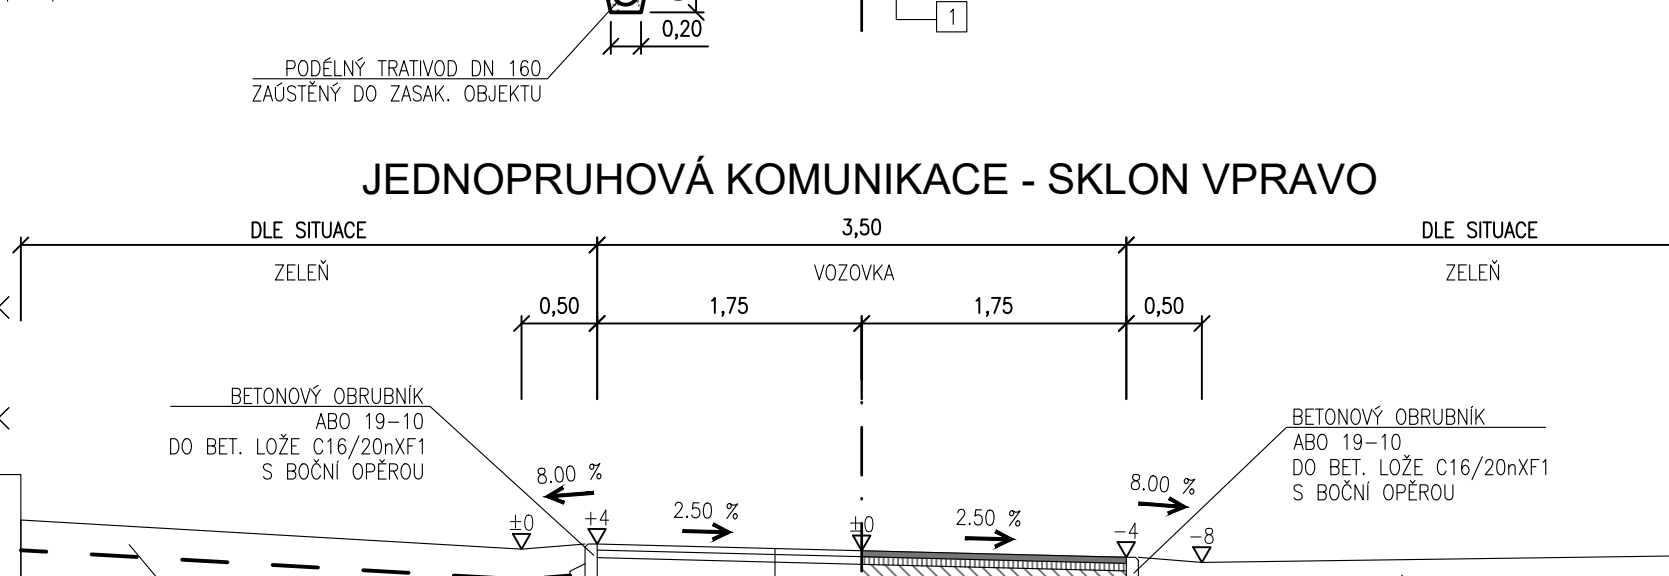 1
0,20
PODÉLNÝ TRATIVOD DN 160
ZAÚSTĚNÝ DO ZASAK. OBJEKTU
JEDNOPRUHOVÁ KOMUNIKACE - SKLON VPRAVO
DLE SITUACE 3,50 DLE SITUACE
ZELEŇ VOZOVKA ZELEŇ
0,50 1,75 1,75 0,50
BETONOVÝ OBRUBNÍK
ABO 19-10
DO BET. LOŽE C16/20nXF1
S BOČNÍ OPĚROU
BETONOVÝ OBRUBNÍK
ABO 19-10
DO BET. LOŽE C16/20nXF1
S BOČNÍ OPĚROU
8.00 % 8.00 %
2.50 % 2.50 %
±0 +4 ±0 -4 -8